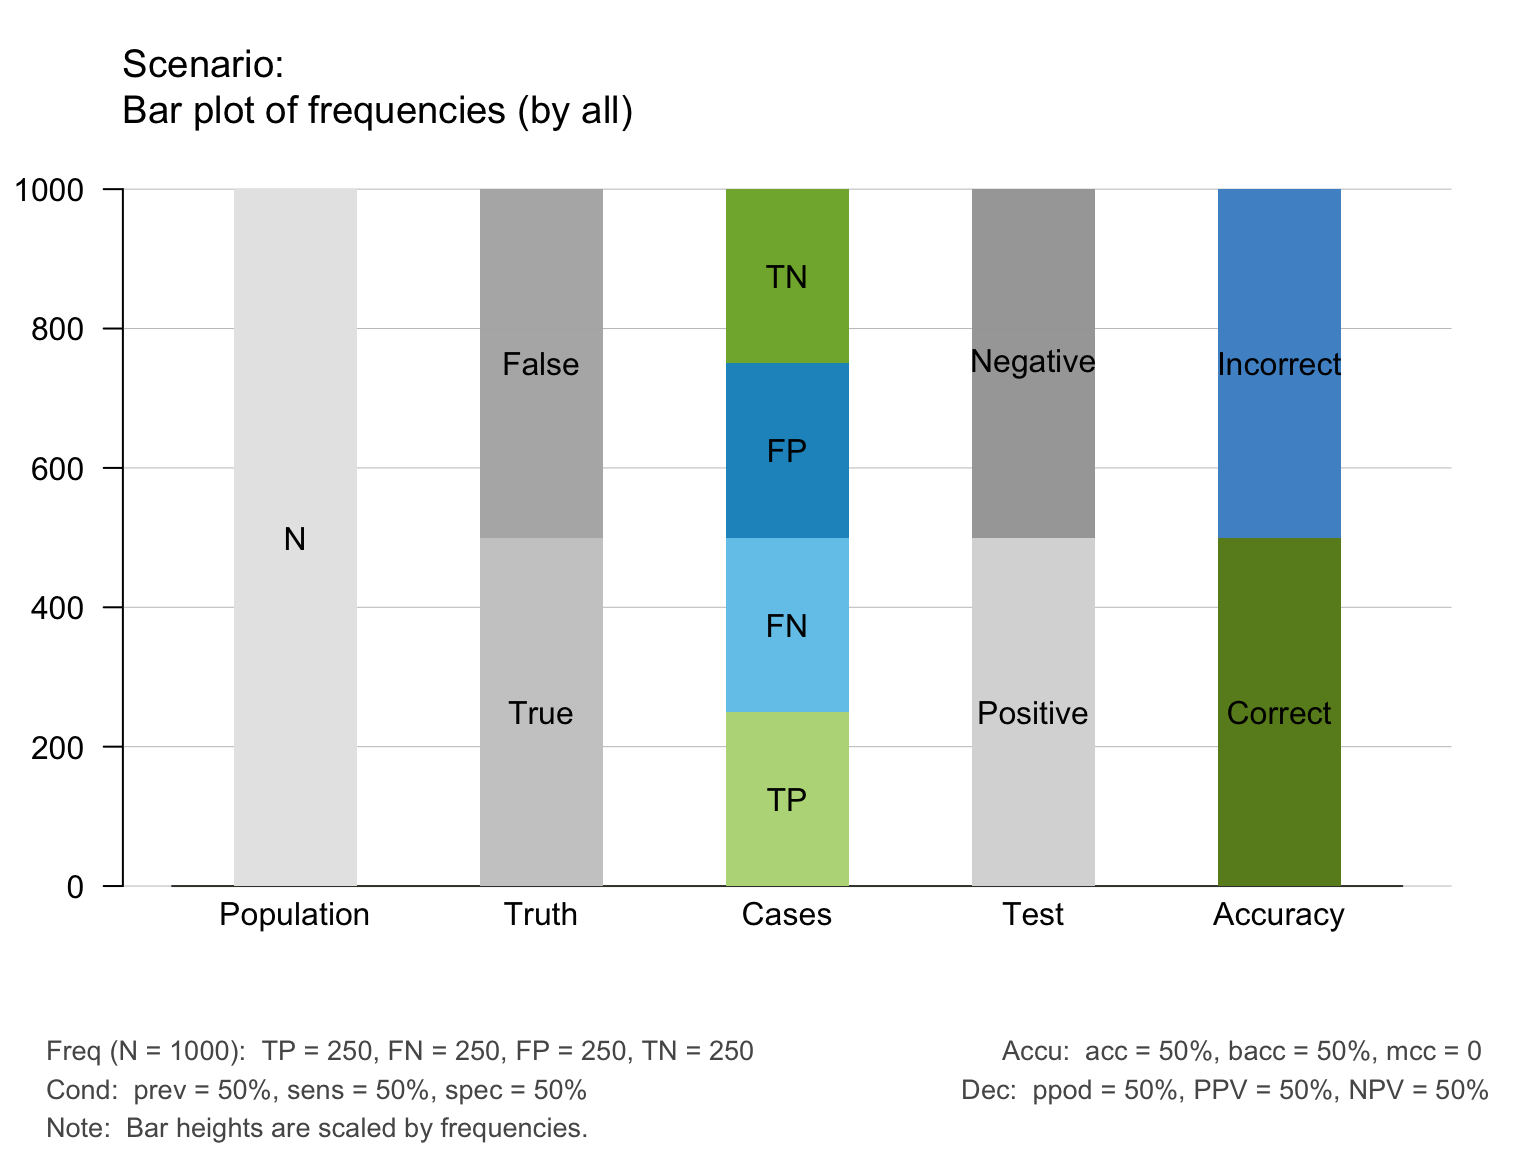 Scenario:
Bar plot of frequencies (by all)
1000
800
600
400
200
0
N
False
True
TN
FP
FN
TP
Negative
Positive
Incorrect
Correct
Population
Truth
Cases
Test
Accuracy
Freq (N = 1000):  TP = 250, FN = 250, FP = 250, TN = 250
Cond:  prev = 50%, sens = 50%, spec = 50%
Note:  Bar heights are scaled by frequencies.
Accu:  acc = 50%, bacc = 50%, mcc = 0
Dec:  ppod = 50%, PPV = 50%, NPV = 50%